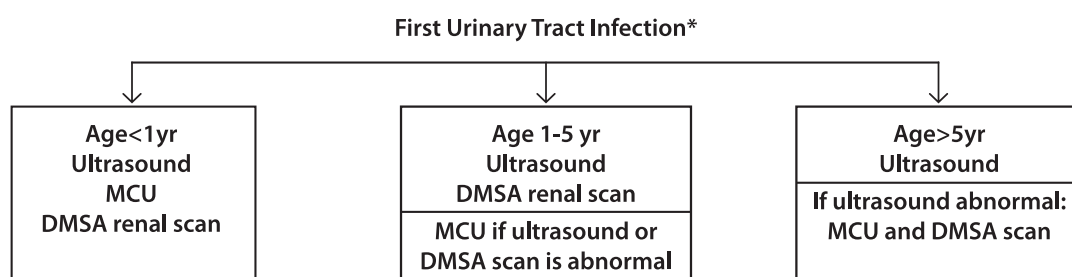 First Urinary Tract Infection*
Age<1yr
Ultrasound
MCU
DMSA renal scan
Age 1-5 yr
Ultrasound
DMSA renal scan
MCU if ultrasound or
DMSA scan is abnormal
Age>5yr
Ultrasound
If ultrasound abnormal:
MCU and DMSA scan